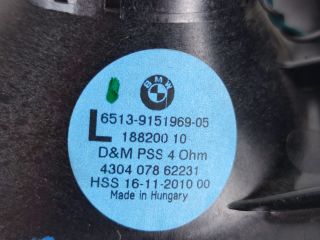 BMW
L 6513-9151969-05
188200 10
D&M PSS 4 Ohm
4304 078 62231
HSS 16-11-2010 00
Made in Hungary